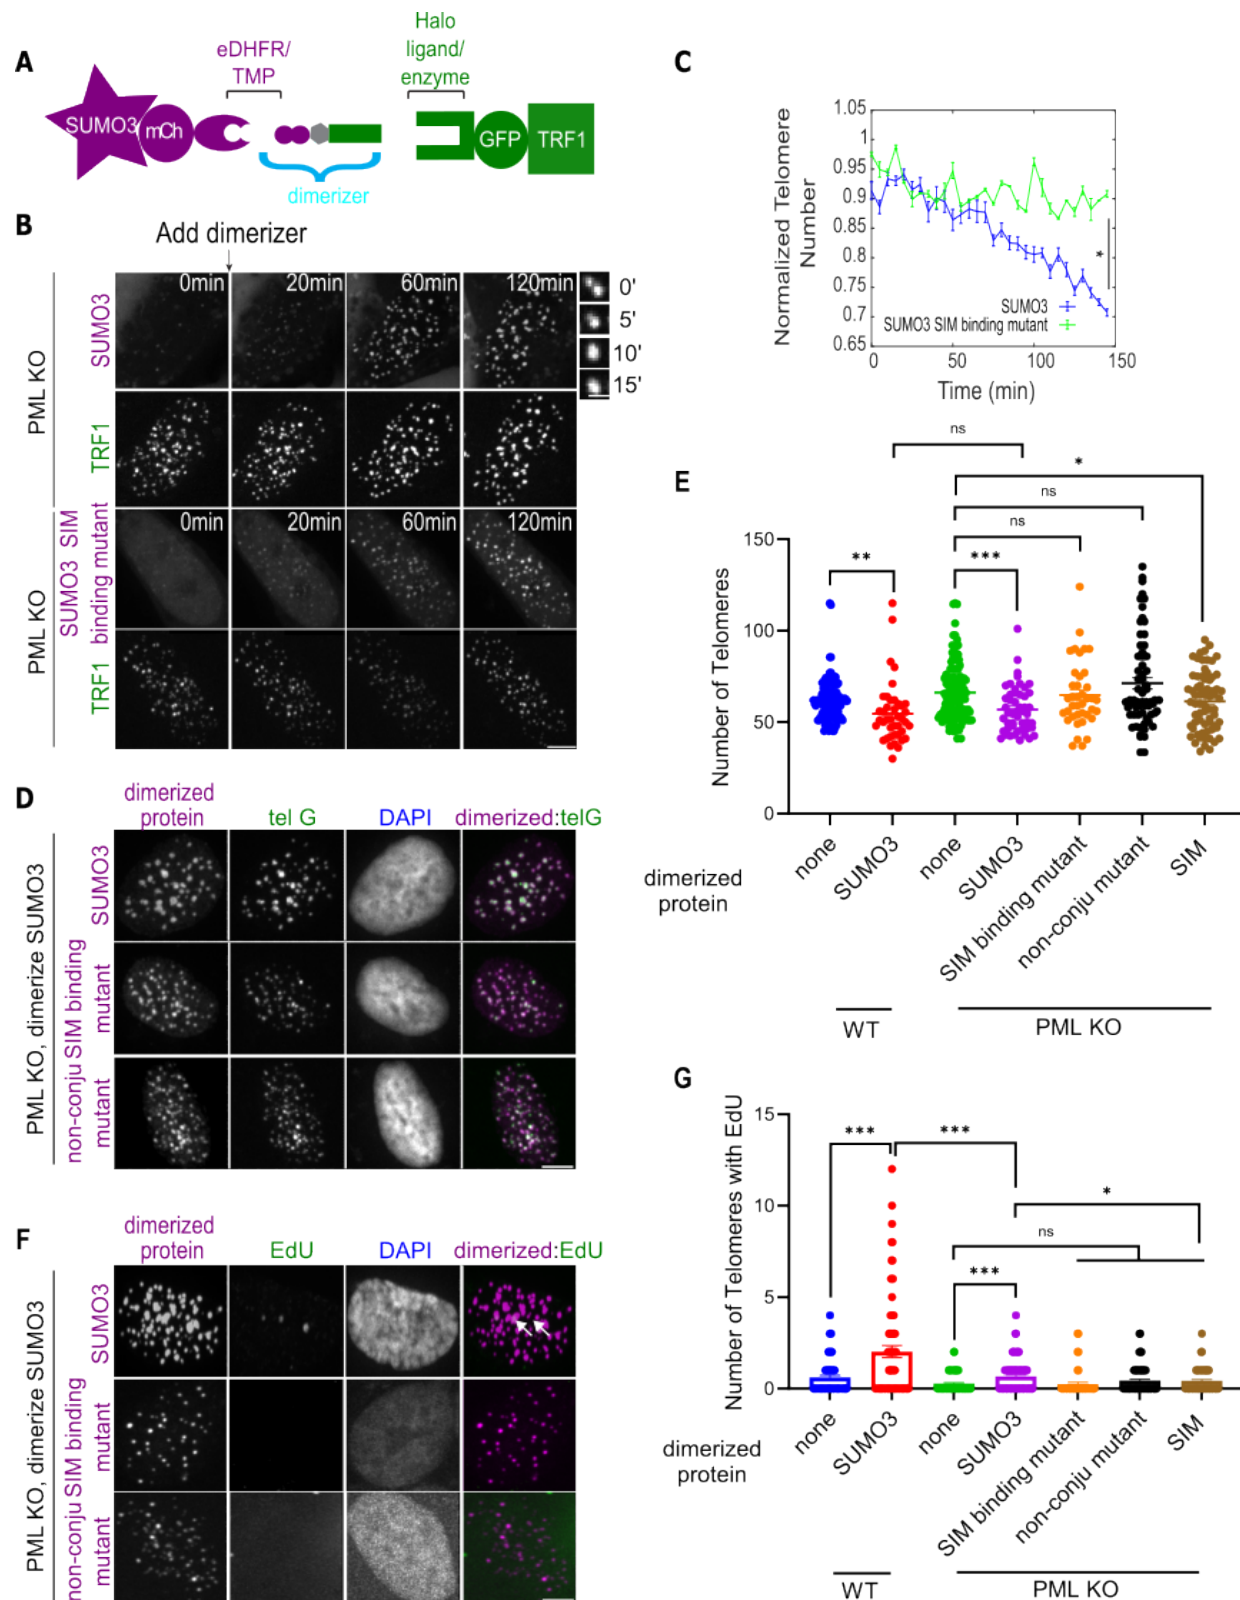 A
eDHFR/
TMP
Halo
ligand/
enzyme
SUMO3
mCh
GFP
TRF1
dimerizer
B
Add dimerizer
PML KO
SUMO3
0min
20min
60min
120min
0'
5'
10'
15'
TRF1
PML KO
SUMO3 SIM
binding mutant
0min
20min
60min
120min
TRF1
C
Normalized Telomere
Number
1.05
1
0.95
0.9
0.85
0.8
0.75
0.7
0.65
*
SUMO3
SUMO3 SIM binding mutant
0
50
100
150
Time (min)
D
dimerized
protein
tel G
DAPI
dimerized:telG
PML KO, dimerize SUMO3
SUMO3
SIM binding
mutant
non-conju
mutant
E
Number of Telomeres
150
100
50
0
ns
*
ns
ns
**
***
dimerized
protein
none
SUMO3
none
SUMO3
SIM binding mutant
non-conju mutant
SIM
WT
PML KO
F
dimerized
protein
EdU
DAPI
dimerized:EdU
PML KO, dimerize SUMO3
SUMO3
SIM binding
mutant
non-conju
mutant
G
Number of Telomeres with EdU
15
10
5
0
***
***
*
ns
***
dimerized
protein
none
SUMO3
none
SUMO3
SIM binding mutant
non-conju mutant
SIM
WT
PML KO